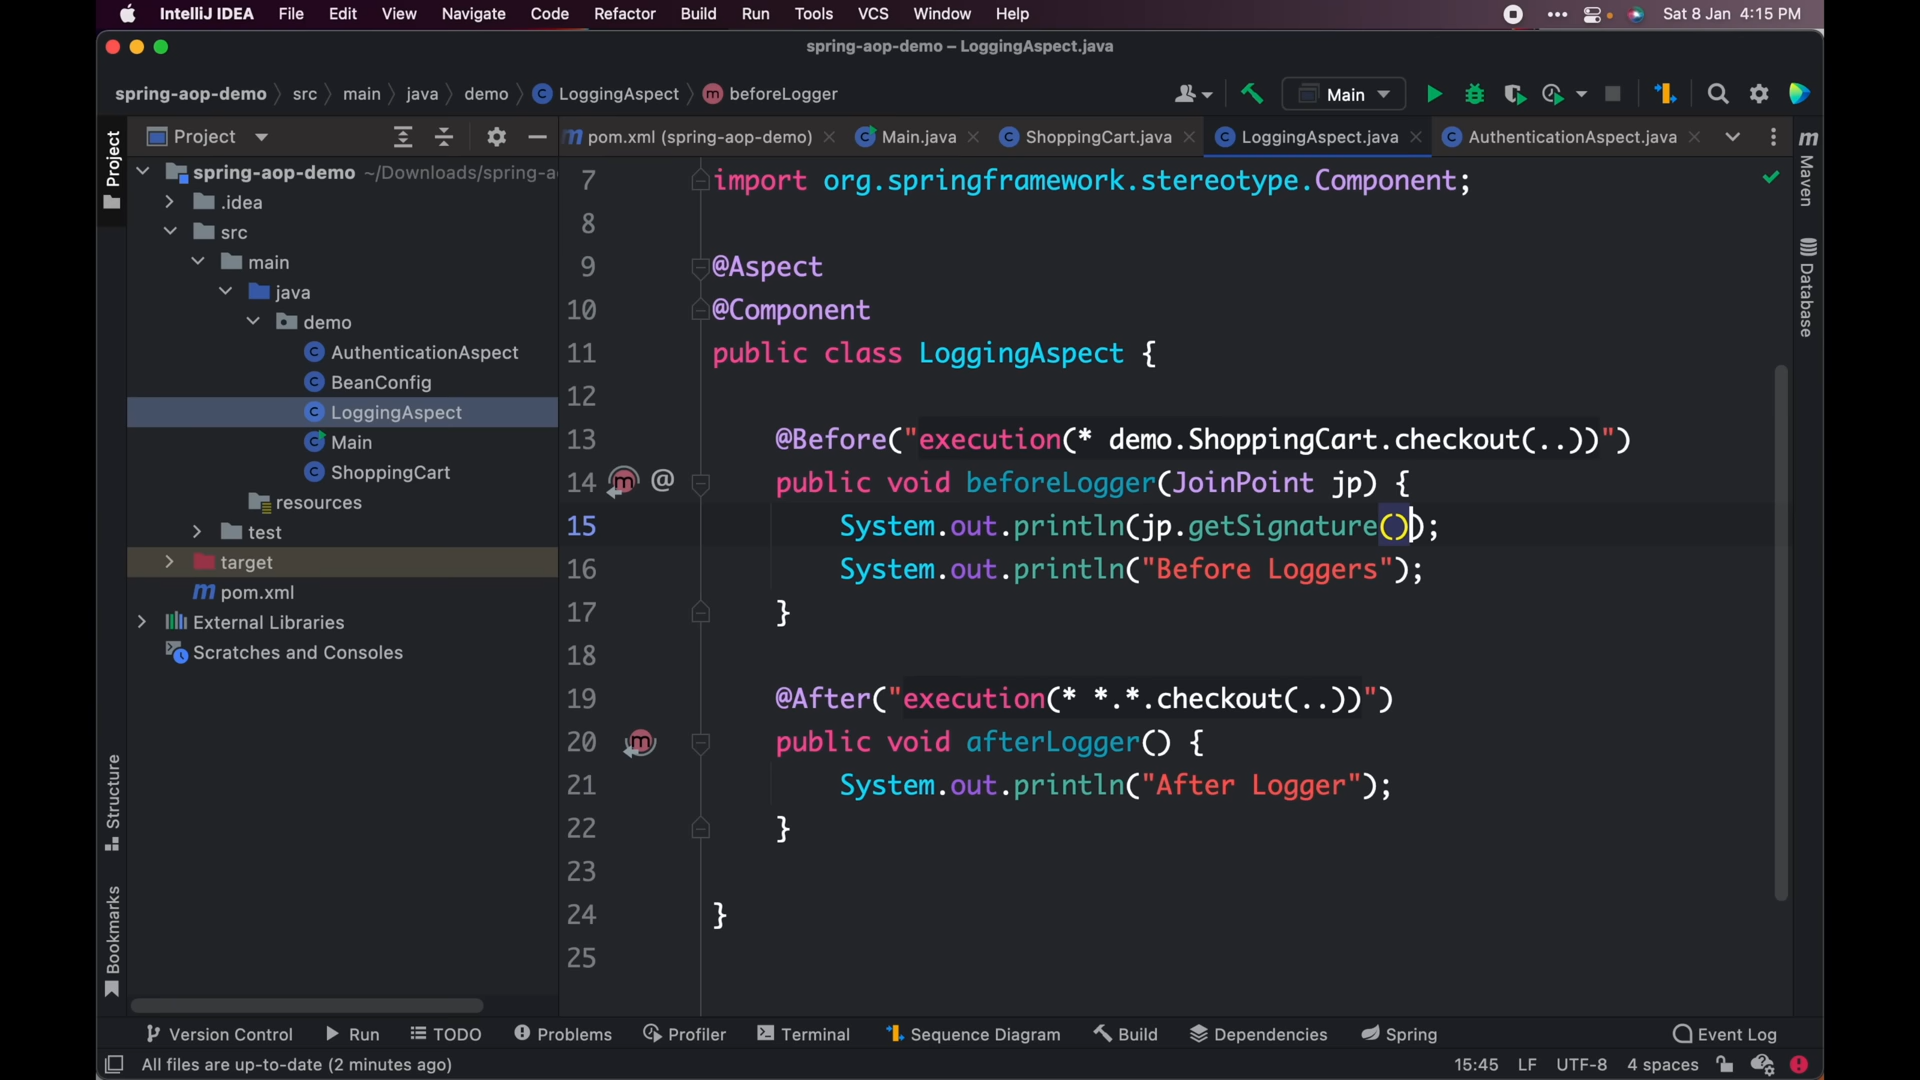 IntelliJ IDEA File Edit View Navigate Code Refactor Build Run Tools VCS Window Help Sat 8 Jan 4:15 PM
spring-aop-demo – LoggingAspect.java
spring-aop-demo src main java demo LoggingAspect beforeLogger Main
Project pom.xml (spring-aop-demo) Main.java ShoppingCart.java LoggingAspect.java AuthenticationAspect.java
Project
Structure
Bookmarks
spring-aop-demo ~/Downloads/spring-a
.idea
src
main
java
demo
AuthenticationAspect
BeanConfig
LoggingAspect
Main
ShoppingCart
resources
test
target
pom.xml
External Libraries
Scratches and Consoles
7 import org.springframework.stereotype.Component;
8
9 @Aspect
10 @Component
11 public class LoggingAspect {
12
13 @Before("execution(* demo.ShoppingCart.checkout(..))")
14 public void beforeLogger(JoinPoint jp) {
15 System.out.println(jp.getSignature());
16 System.out.println("Before Loggers");
17 }
18
19 @After("execution(* *.*.checkout(..))")
20 public void afterLogger() {
21 System.out.println("After Logger");
22 }
23
24 }
25
Maven
Database
Version Control Run TODO Problems Profiler Terminal Sequence Diagram Build Dependencies Spring Event Log
All files are up-to-date (2 minutes ago) 15:45 LF UTF-8 4 spaces